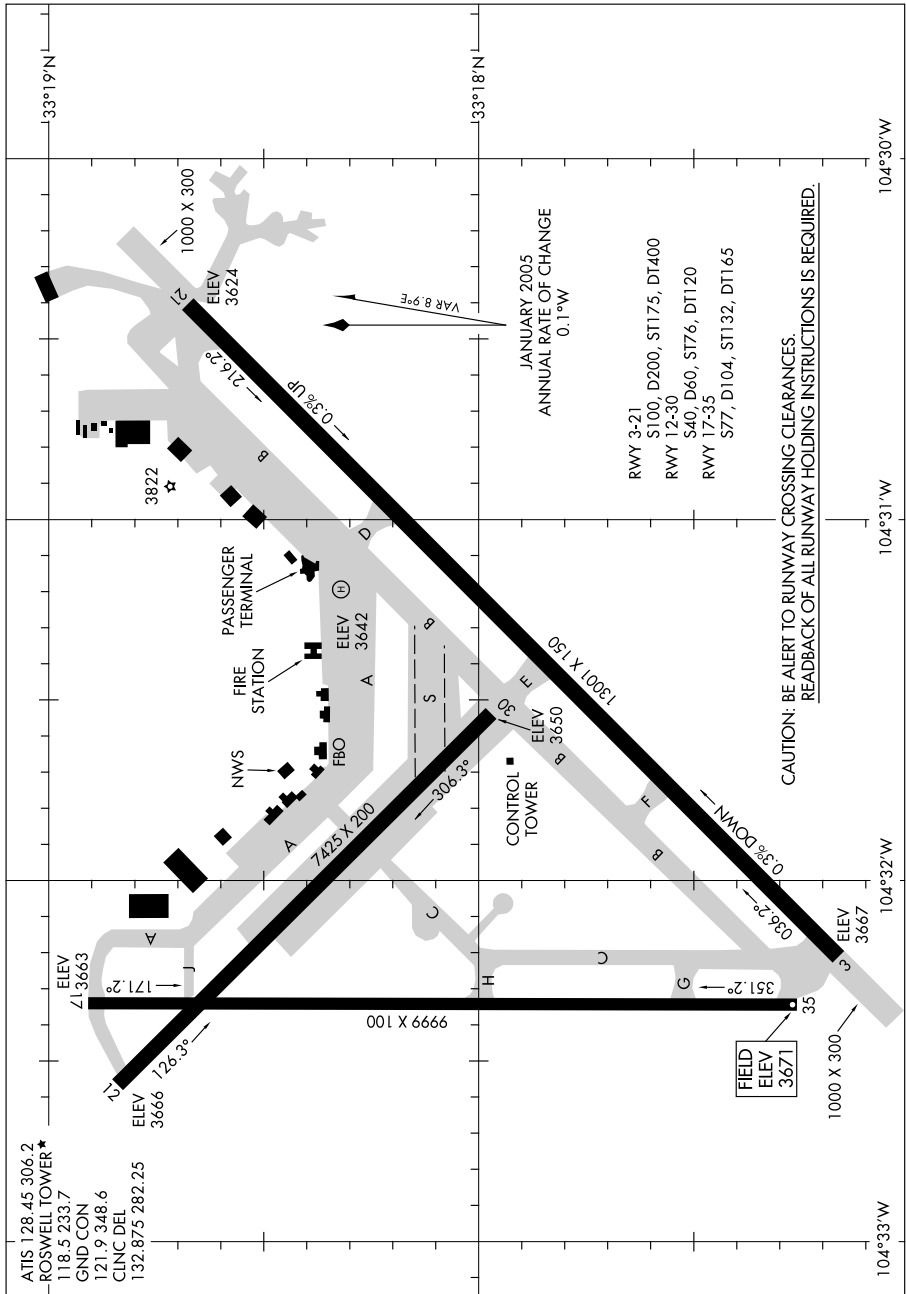 ATIS 128.45 306.2
ROSWELL TOWER★
118.5 233.7
GND CON
121.9 348.6
CLNC DEL
132.875 282.25
33°19'N
33°18'N
104°30'W
104°31'W
104°32'W
104°33'W
1000 X 300
21
ELEV
3624
216.2°
0.3% UP
VAR 8.9°E
JANUARY 2005
ANNUAL RATE OF CHANGE
0.1°W
3822
B
PASSENGER
TERMINAL
H
D
FIRE
STATION
ELEV
3642
A
B
S
NWS
FBO
E
30
ELEV
3650
306.3°
7425 X 200
CONTROL
TOWER
A
B
F
13001 X 150
RWY 3-21
S100, D200, ST175, DT400
RWY 12-30
S40, D60, ST76, DT120
RWY 17-35
S77, D104, ST132, DT165
A
J
C
B
0.3% DOWN
036.2°
ELEV
3667
3
ELEV
3663
17
171.2°
H
C
G
351.2°
35
9999 X 100
126.3°
12
ELEV
3666
FIELD
ELEV
3671
1000 X 300
CAUTION: BE ALERT TO RUNWAY CROSSING CLEARANCES.
READBACK OF ALL RUNWAY HOLDING INSTRUCTIONS IS REQUIRED.